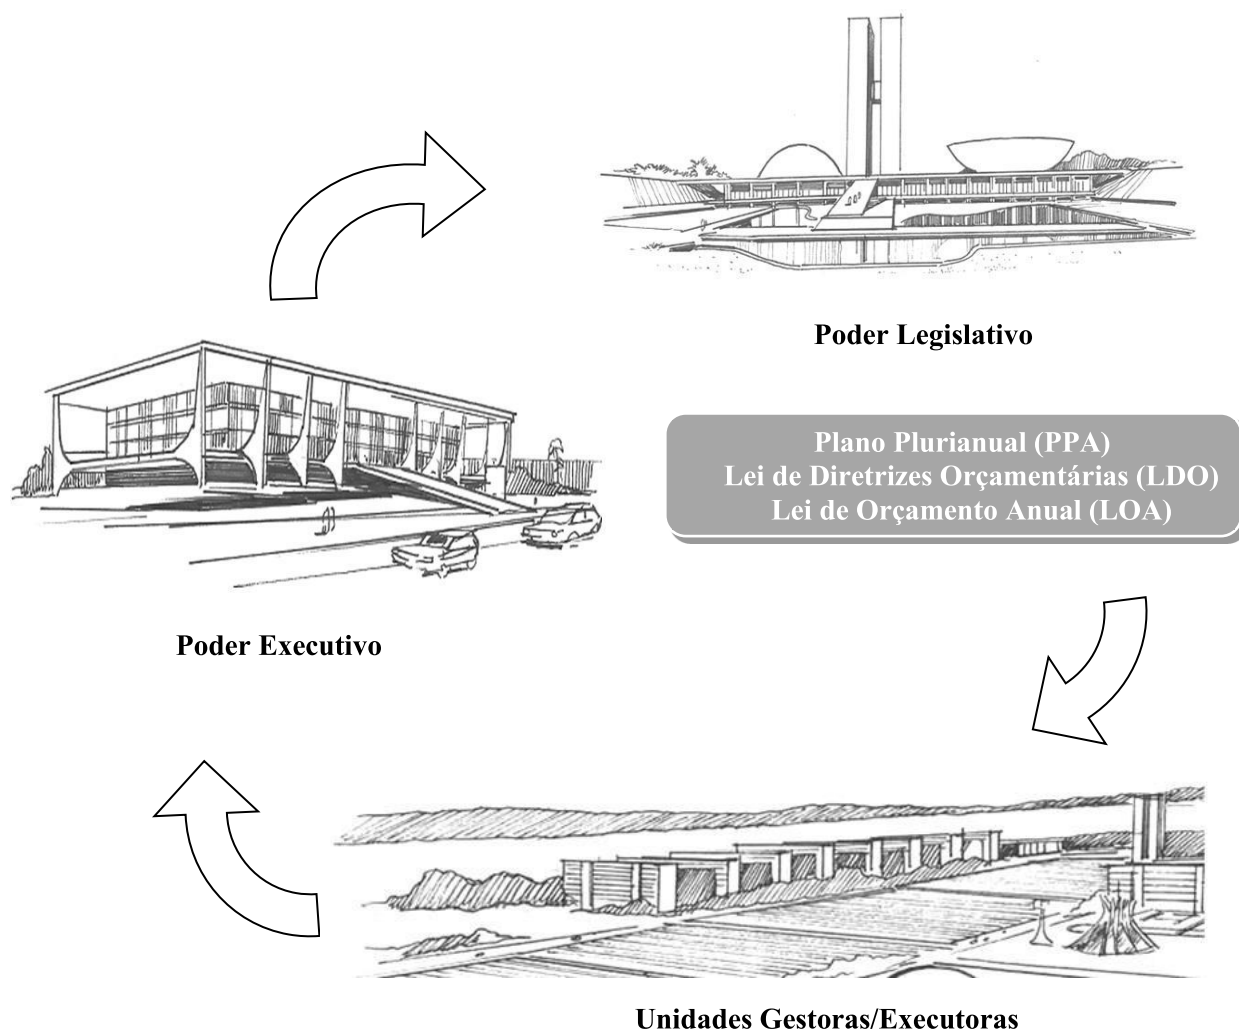 Poder Legislativo
Plano Plurianual (PPA)
Lei de Diretrizes Orçamentárias (LDO)
Lei de Orçamento Anual (LOA)
Poder Executivo
Unidades Gestoras/Executoras